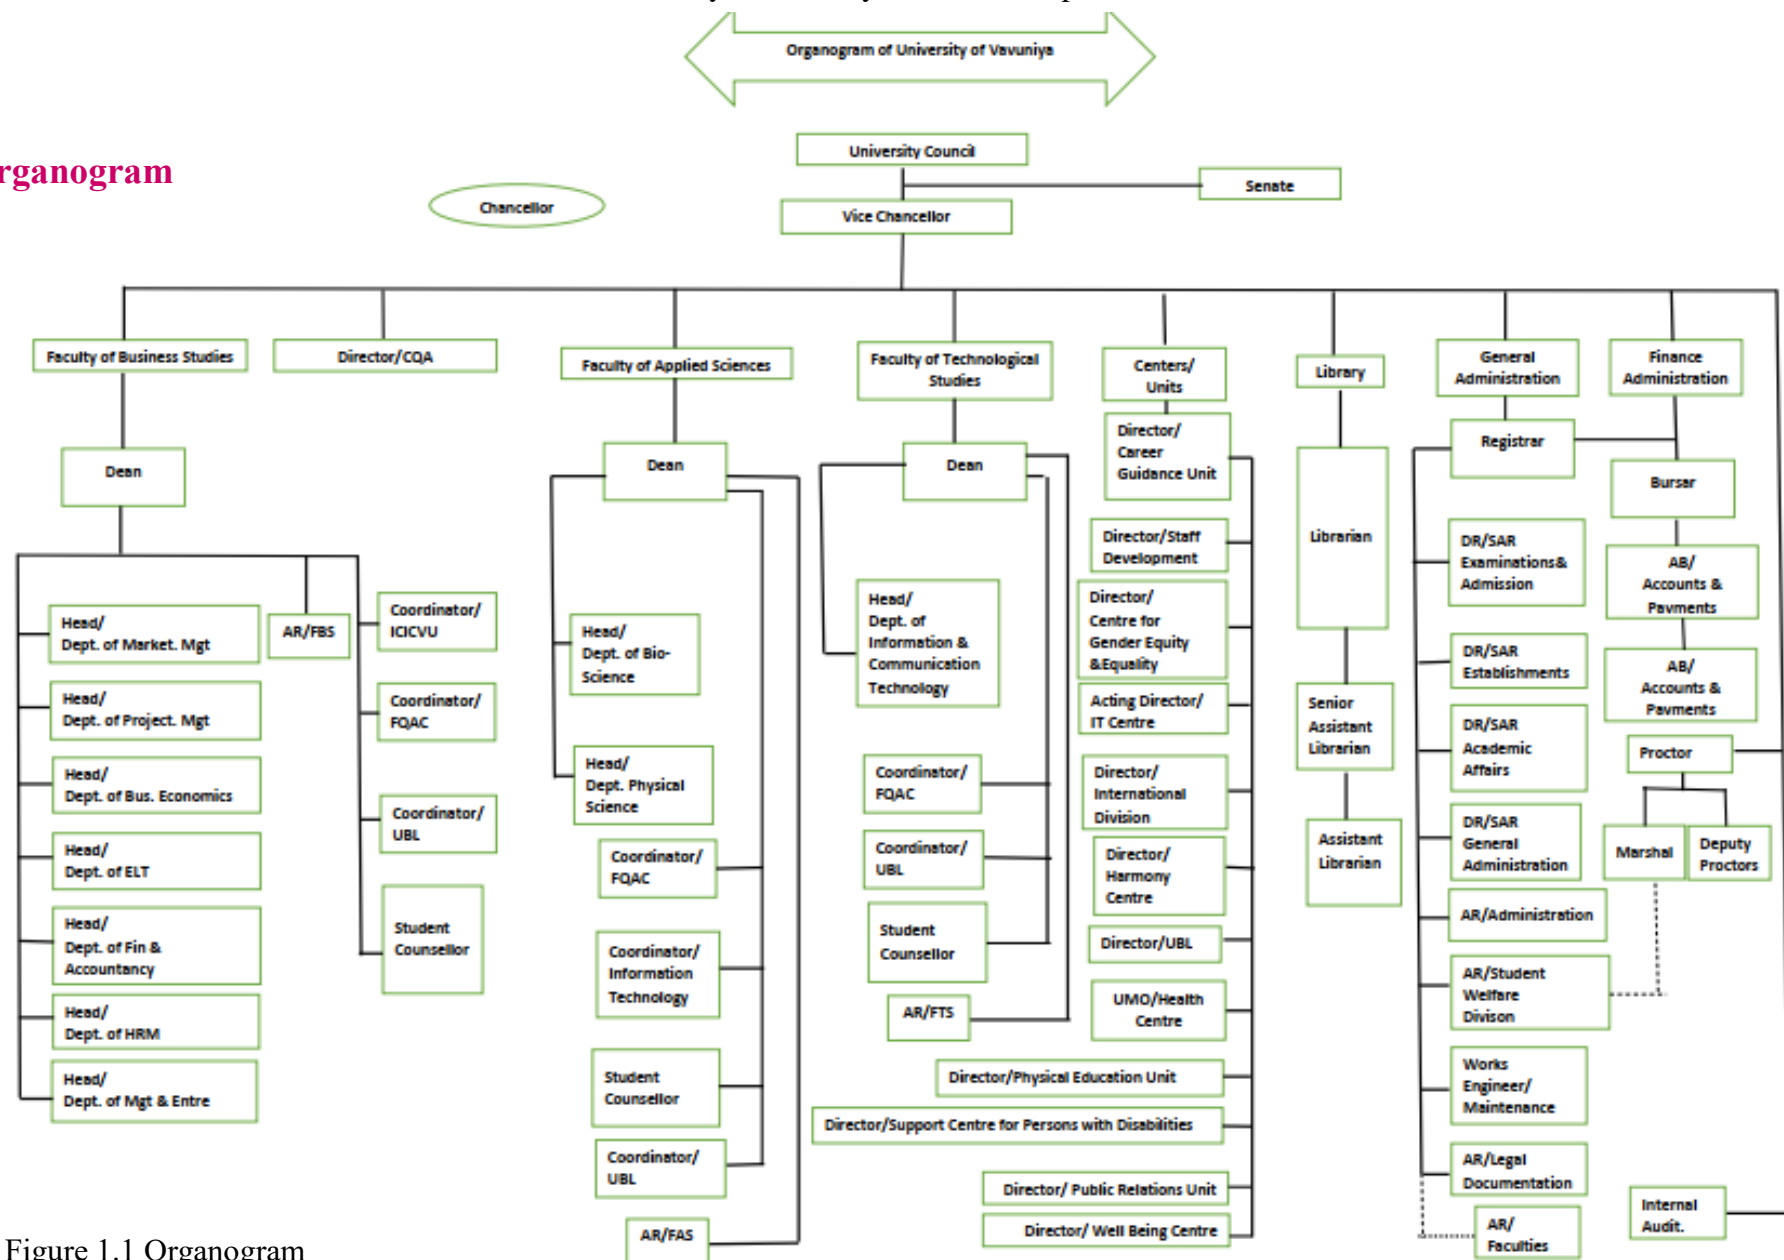 Organogram of University of Vavuniya
rganogram
University Council
Senate
Chancellor
Vice Chancellor
Faculty of Business Studies
Dean
Head/
Dept. of Market. Mgt
Head/
Dept. of Project. Mgt
Head/
Dept. of Bus. Economics
Head/
Dept. of ELT
Head/
Dept. of Fin &
Accountancy
Head/
Dept. of HRM
Head/
Dept. of Mgt & Entre
AR/FBS
Coordinator/
ICICVU
Coordinator/
FQAC
Coordinator/
UBL
Student
Counsellor
Director/CQA
Faculty of Applied Sciences
Dean
Head/
Dept. of Bio-
Science
Head/
Dept. Physical
Science
Coordinator/
FQAC
Coordinator/
Information
Technology
Student
Counsellor
Coordinator/
UBL
AR/FAS
Faculty of Technological
Studies
Dean
Head/
Dept. of
Information &
Communication
Technology
Coordinator/
FQAC
Coordinator/
UBL
Student
Counsellor
AR/FTS
Centers/
Units
Director/
Career
Guidance Unit
Director/Staff
Development
Director/
Centre for
Gender Equity
&Equality
Acting Director/
IT Centre
Director/
International
Division
Director/
Harmony
Centre
Director/UBL
UMO/Health
Centre
Director/Physical Education Unit
Director/Support Centre for Persons with Disabilities
Director/ Public Relations Unit
Director/ Well Being Centre
Library
Librarian
Senior
Assistant
Librarian
Assistant
Librarian
General
Administration
Registrar
DR/SAR
Examinations&
Admission
DR/SAR
Establishments
DR/SAR
Academic
Affairs
DR/SAR
General
Administration
AR/Administration
AR/Student
Welfare
Divison
Works
Engineer/
Maintenance
AR/Legal
Documentation
AR/
Faculties
Finance
Administration
Bursar
AB/
Accounts &
Payments
AB/
Accounts &
Payments
Proctor
Marshal
Deputy
Proctors
Internal
Audit.
Figure 1.1 Organogram